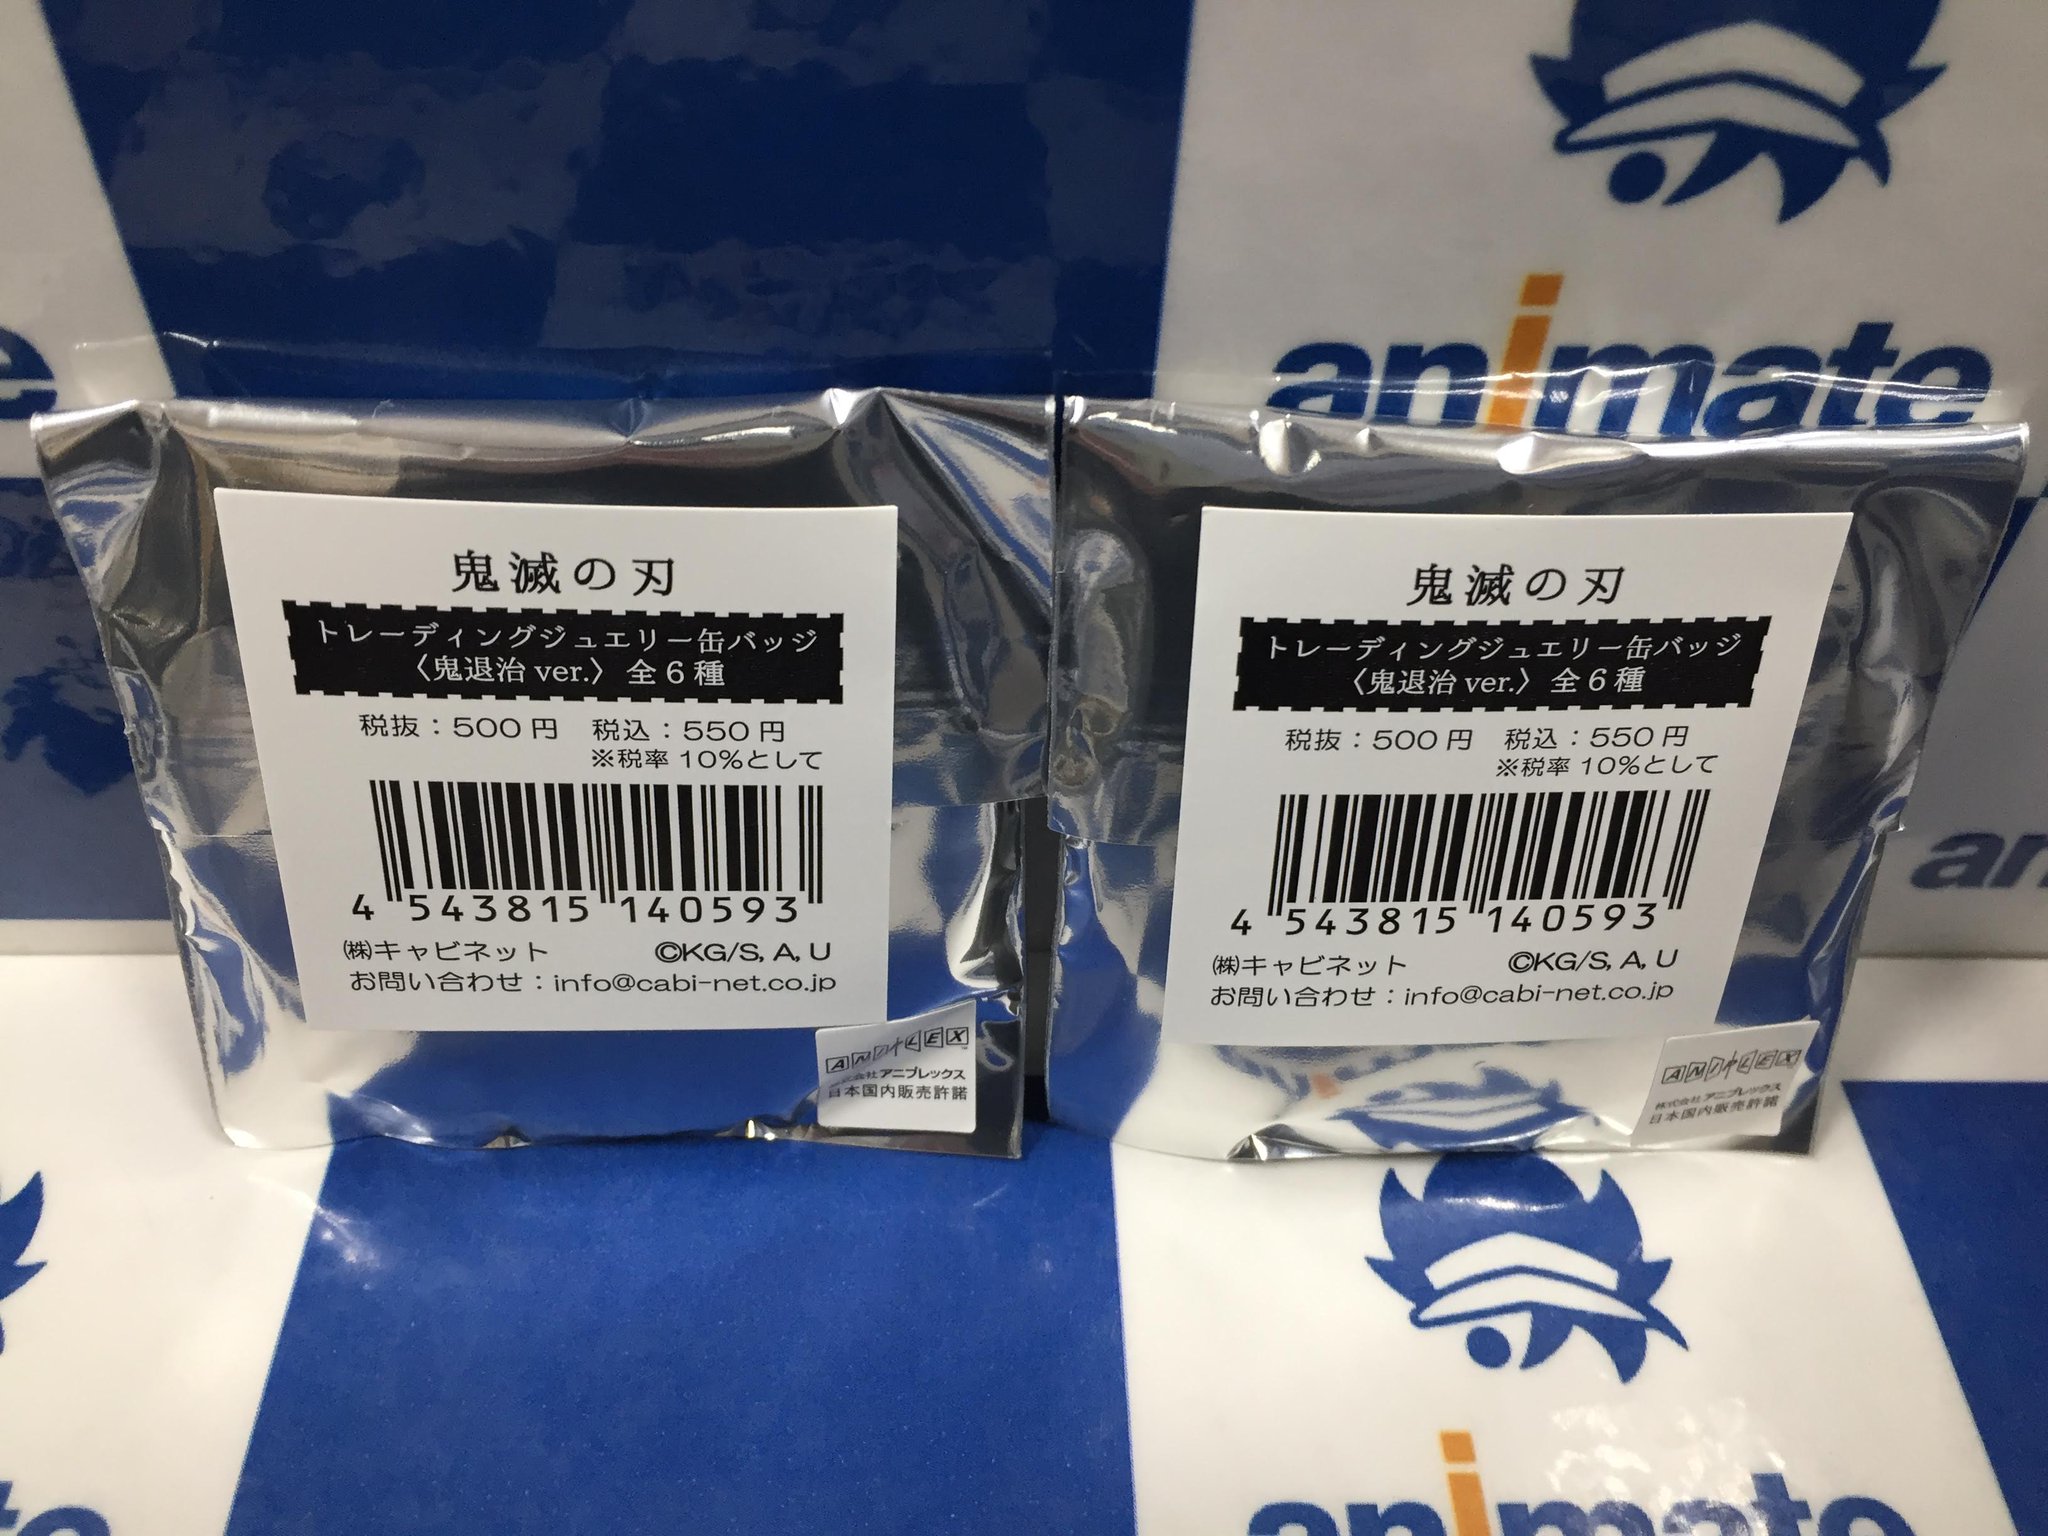 animate
鬼滅の刃
トレーディングジュエリー缶バッジ
〈鬼退治 ver.〉 全6種
税抜：500円 税込：550円
※税率 10%として
4 543815 140593
㈱キャビネット ©KG/S, A, U
お問い合わせ：info@cabi-net.co.jp
ANIPLEX
株式会社アニプレックス
日本国内販売許諾
鬼滅の刃
トレーディングジュエリー缶バッジ
〈鬼退治 ver.〉 全6種
税抜：500円 税込：550円
※税率 10%として
4 543815 140593
㈱キャビネット ©KG/S, A, U
お問い合わせ：info@cabi-net.co.jp
ANIPLEX
株式会社アニプレックス
日本国内販売許諾
animate